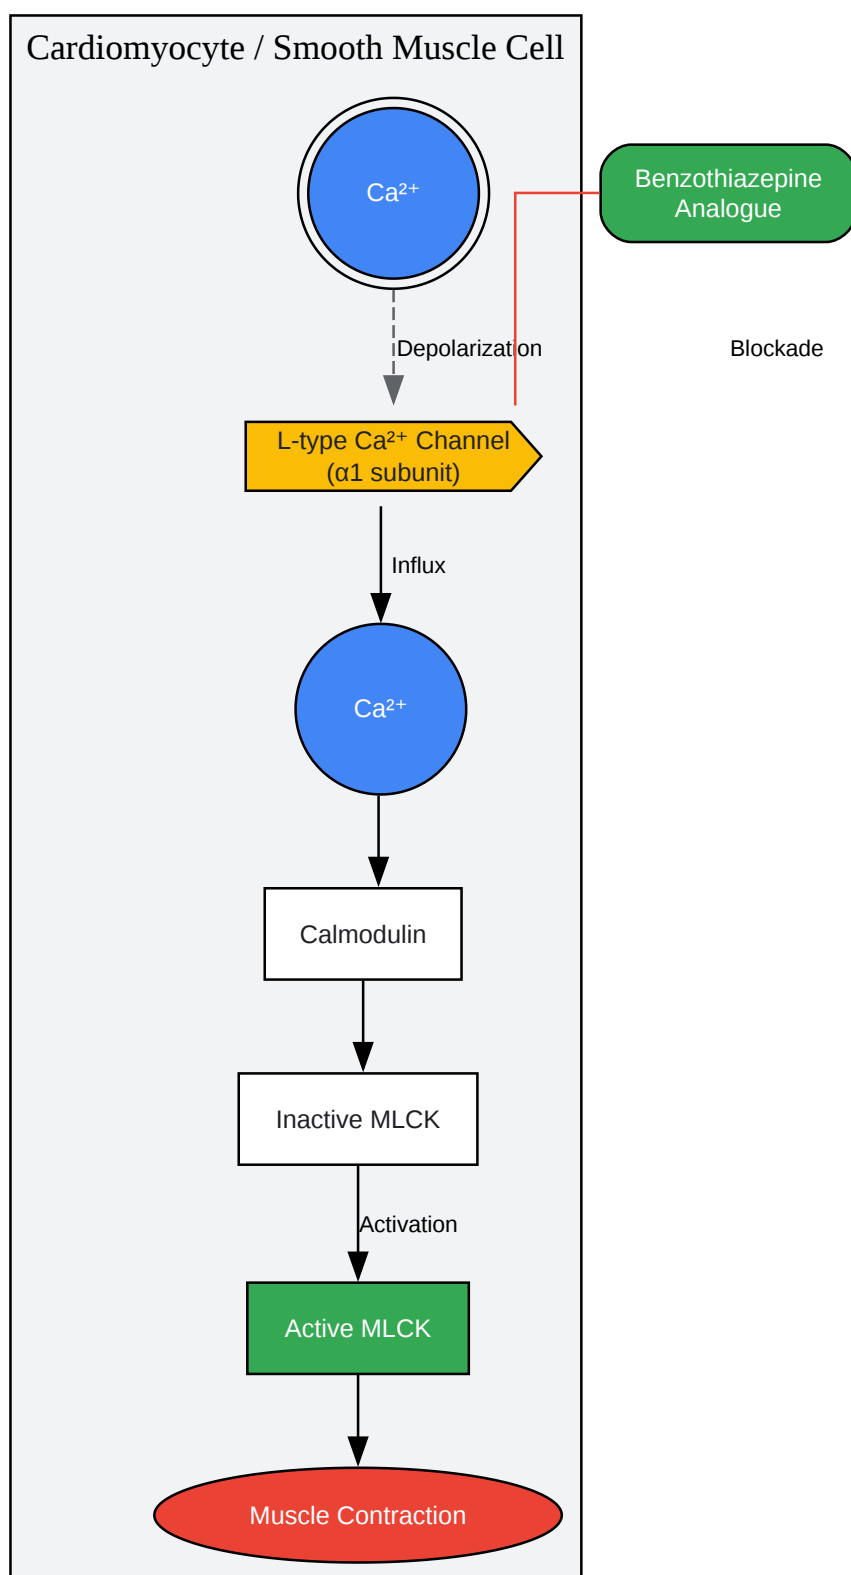 Cardiomyocyte / Smooth Muscle Cell
Ca²⁺
Benzothiazepine
Analogue
Depolarization
Blockade
L-type Ca²⁺ Channel
(α1 subunit)
Influx
Ca²⁺
Calmodulin
Inactive MLCK
Activation
Active MLCK
Muscle Contraction